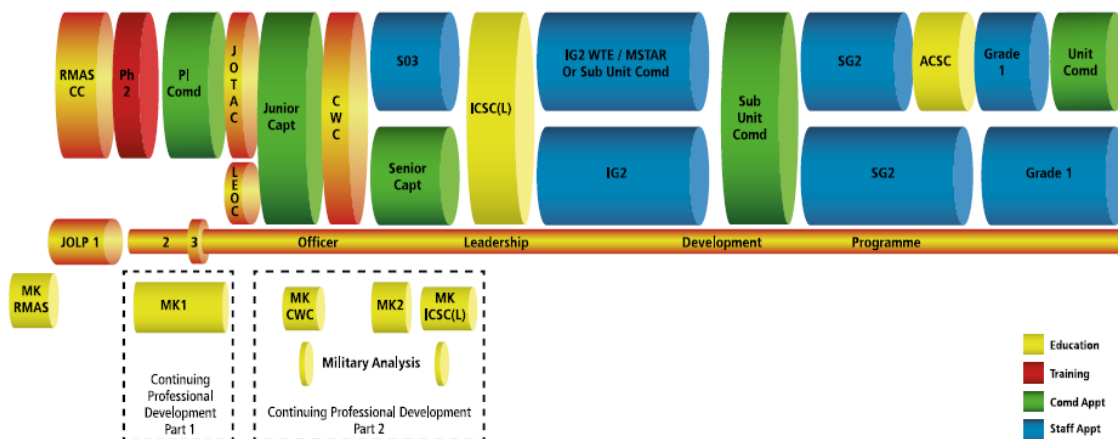 RMAS
CC
Ph
2
Pl
Comd
JOTAC
LEOC
Junior
Capt
CWC
S03
Senior
Capt
ICSC(L)
IG2 WTE / MSTAR
Or Sub Unit Comd
IG2
Sub
Unit
Comd
SG2
ACSC
Grade
1
Unit
Comd
SG2
Grade 1
JOLP 1
2
3
Officer Leadership Development Programme
MK
RMAS
MK1
MK
CWC
MK2
MK
ICSC(L)
Military Analysis
Continuing
Professional
Development
Part 1
Continuing Professional Development
Part 2
Education
Training
Comd Appt
Staff Appt